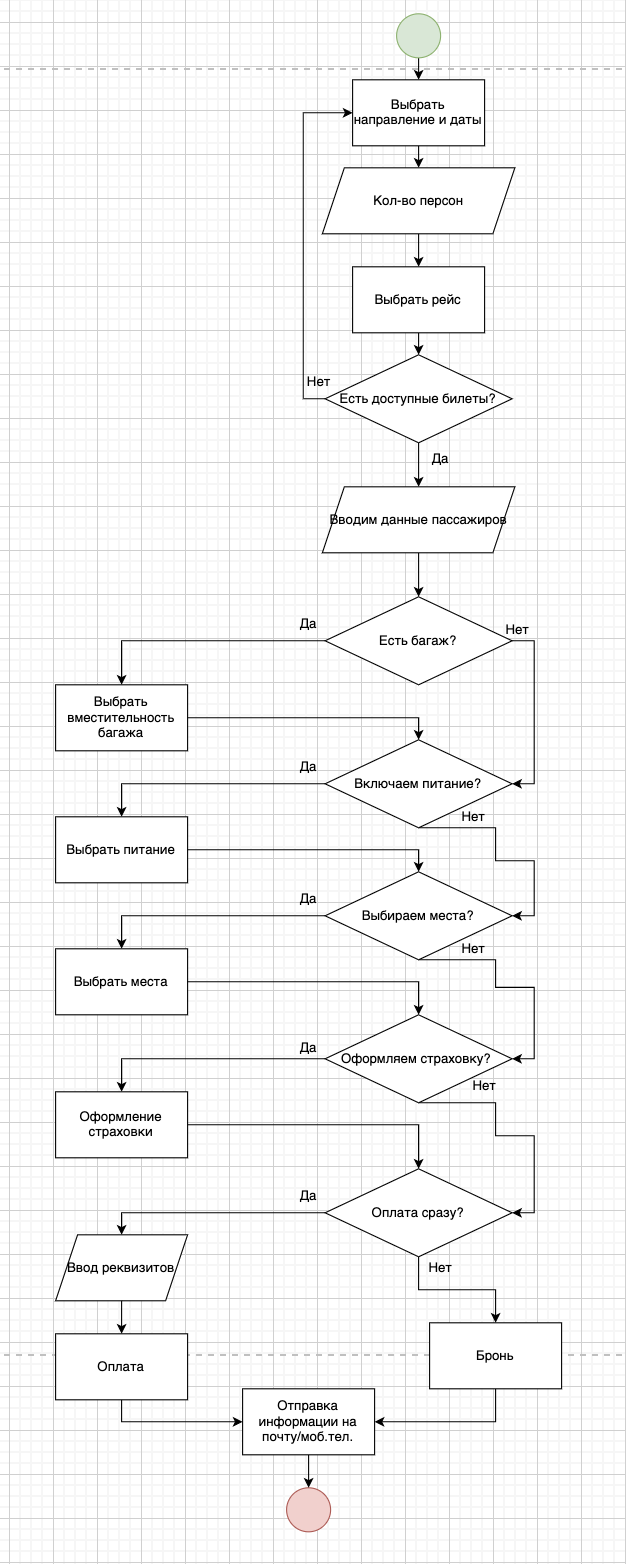 Выбрать
направление и даты
Кол-во персон
Выбрать рейс
Нет
Есть доступные билеты?
Да
Вводим данные пассажиров
Да
Есть багаж?
Нет
Выбрать
вместительность
багажа
Да
Включаем питание?
Нет
Выбрать питание
Да
Выбираем места?
Нет
Выбрать места
Да
Оформляем страховку?
Нет
Оформление
страховки
Да
Оплата сразу?
Нет
Ввод реквизитов
Бронь
Оплата
Отправка
информации на
почту/моб.тел.